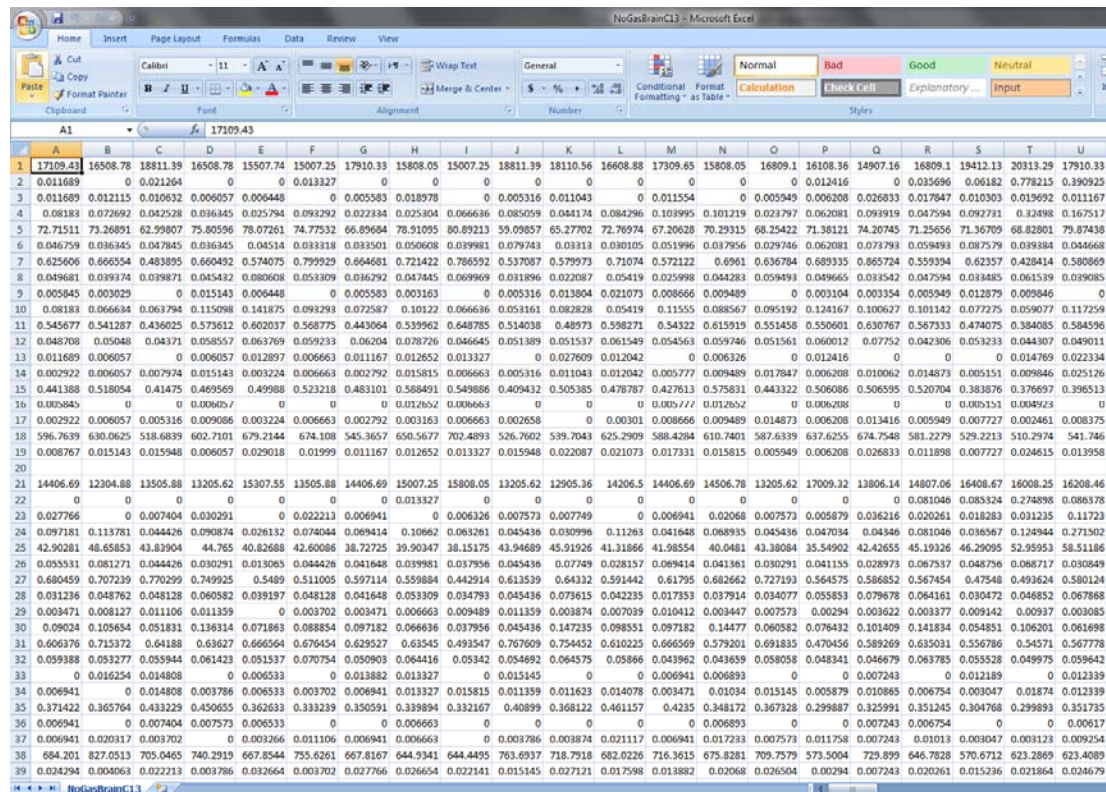 NoGasBrainC13 - Microsoft Excel
Home Insert Page Layout Formulas Data Review View
Cut
Copy
Format Painter
Paste
Calibri 11 A A Wrap Text General Normal Bad Good Neutral
B I U Merge & Center $ % , Conditional Formatting Format as Table Calculation Check Cell Explanatory ... Input
Clipboard Font Alignment Number Styles
A1 fx 17109.43
A B C D E F G H I J K L M N O P Q R S T U
1 17109.43 16508.78 18811.39 16508.78 15507.74 15007.25 17910.33 15808.05 15007.25 18811.39 18110.56 16608.88 17309.65 15808.05 16809.1 16108.36 14907.16 16809.1 19412.13 20313.29 17910.33
2 0.011689 0 0.021264 0 0 0.013327 0 0 0 0 0 0 0 0 0 0.012416 0 0.035696 0.06182 0.778215 0.390925
3 0.011689 0.012115 0.010632 0.006057 0.006448 0 0.005583 0.018978 0 0.005316 0.011043 0 0.011554 0 0.005949 0.006208 0.026833 0.017847 0.010303 0.019692 0.011167
4 0.08183 0.072692 0.042528 0.036345 0.025794 0.093292 0.022334 0.025304 0.066636 0.085059 0.044174 0.084296 0.103995 0.101219 0.023797 0.062081 0.093919 0.047594 0.092731 0.32498 0.167517
5 72.71511 73.26891 62.99807 75.80596 78.07261 74.77532 66.89684 78.91095 80.89213 59.09857 65.27702 72.76974 67.20628 70.29315 68.25422 71.38121 74.20745 71.25656 71.36709 68.82801 79.87438
6 0.046759 0.036345 0.047845 0.036345 0.04514 0.033318 0.033501 0.050608 0.039981 0.079743 0.03313 0.030105 0.051996 0.037956 0.029746 0.062081 0.073793 0.059493 0.087579 0.039384 0.044668
7 0.625606 0.666554 0.483895 0.660492 0.574075 0.799929 0.664681 0.721422 0.786592 0.537087 0.579973 0.71074 0.572122 0.6961 0.636784 0.689335 0.865724 0.559394 0.62357 0.428414 0.580869
8 0.049681 0.039374 0.039871 0.045432 0.080608 0.053309 0.036292 0.047445 0.069969 0.031896 0.022087 0.05419 0.025998 0.044283 0.059493 0.049665 0.033542 0.047594 0.033485 0.061539 0.039085
9 0.005845 0.003029 0 0.015143 0.006448 0 0.005583 0.003163 0 0.005316 0.013804 0.021073 0.008666 0.009489 0 0.003104 0.003354 0.005949 0.012879 0.009846 0
10 0.08183 0.066634 0.063794 0.115098 0.141875 0.093293 0.072587 0.10122 0.066636 0.053161 0.082828 0.05419 0.11555 0.088567 0.095192 0.124167 0.100627 0.101142 0.077275 0.059077 0.117259
11 0.545677 0.541287 0.436025 0.573612 0.602037 0.568775 0.443064 0.539962 0.648785 0.514038 0.48973 0.598271 0.54322 0.615919 0.551458 0.550601 0.630767 0.567333 0.474075 0.384085 0.584596
12 0.048708 0.05048 0.04371 0.058557 0.063769 0.059233 0.06204 0.078726 0.046645 0.051389 0.051537 0.061549 0.054563 0.059746 0.051561 0.060012 0.07752 0.042306 0.053233 0.044307 0.049011
13 0.011689 0.006057 0 0.006057 0.012897 0.006663 0.011167 0.012652 0.013327 0 0.027609 0.012042 0 0.006326 0 0.012416 0 0 0 0.014769 0.022334
14 0.002922 0.006057 0.007974 0.015143 0.003224 0.006663 0.002792 0.015815 0.006663 0.005316 0.011043 0.012042 0.005777 0.009489 0.017847 0.006208 0.010062 0.014873 0.005151 0.009846 0.025126
15 0.441388 0.518054 0.41475 0.469569 0.49988 0.523218 0.483101 0.588491 0.549886 0.409432 0.505385 0.478787 0.427613 0.575831 0.443322 0.506086 0.506595 0.520704 0.383876 0.376697 0.396513
16 0.005845 0 0 0.006057 0 0 0 0.012652 0.006663 0 0 0 0.005777 0.012652 0 0.006208 0 0 0.005151 0.004923 0
17 0.002922 0.006057 0.005316 0.009086 0.003224 0.006663 0.002792 0.003163 0.006663 0.002658 0 0.00301 0.008666 0.009489 0.014873 0.006208 0.013416 0.005949 0.007727 0.002461 0.008375
18 596.7639 630.0625 518.6839 602.7101 679.2144 674.108 545.3657 650.5677 702.4893 526.7602 539.7043 625.2909 588.4284 610.7401 587.6339 637.6255 674.7548 581.2279 529.2213 510.2974 541.746
19 0.008767 0.015143 0.015948 0.006057 0.029018 0.01999 0.011167 0.012652 0.013327 0.015948 0.022087 0.021073 0.017331 0.015815 0.005949 0.006208 0.026833 0.011898 0.007727 0.024615 0.013958
20
21 14406.69 12304.88 13505.88 13205.62 15307.55 13505.88 14406.69 15007.25 15808.05 13205.62 12905.36 14206.5 14406.69 14506.78 13205.62 17009.32 13806.14 14807.06 16408.67 16008.25 16208.46
22 0 0 0 0 0 0 0 0.013327 0 0 0 0 0 0 0 0 0 0.081046 0.085324 0.274898 0.086378
23 0.027766 0 0.007404 0.030291 0 0.022213 0.006941 0 0.006326 0.007573 0.007749 0 0.006941 0.02068 0.007573 0.005879 0.036216 0.020261 0.018283 0.031235 0.11723
24 0.097181 0.113781 0.044426 0.090874 0.026132 0.074044 0.069414 0.10662 0.063261 0.045436 0.030996 0.11263 0.041648 0.068935 0.045436 0.047034 0.04346 0.081046 0.036567 0.124944 0.271502
25 42.90281 48.65853 43.83904 44.765 40.82688 42.60086 38.72725 39.90347 38.15175 43.94689 45.91926 41.31866 41.98554 40.0481 43.38084 35.54902 42.42655 45.19326 46.29095 52.95953 58.51186
26 0.055531 0.081271 0.044426 0.030291 0.013065 0.044426 0.041648 0.039981 0.037956 0.045436 0.07749 0.028157 0.069414 0.041361 0.030291 0.041155 0.028973 0.067537 0.048756 0.068717 0.030849
27 0.680459 0.707239 0.770299 0.749925 0.5489 0.511005 0.597114 0.559884 0.442914 0.613539 0.64332 0.591442 0.61795 0.682662 0.727193 0.564575 0.586852 0.567454 0.47548 0.493624 0.580124
28 0.031236 0.048762 0.048128 0.060582 0.039197 0.048128 0.041648 0.053309 0.034793 0.045436 0.073615 0.042235 0.017353 0.037914 0.034077 0.055853 0.079678 0.064161 0.030472 0.046852 0.067868
29 0.003471 0.008127 0.011106 0.011359 0 0.003702 0.003471 0.006663 0.009489 0.011359 0.003874 0.007039 0.010412 0.003447 0.007573 0.00294 0.003622 0.003377 0.009142 0.00937 0.003085
30 0.09024 0.105654 0.051831 0.136314 0.071863 0.088854 0.097182 0.066636 0.037956 0.045436 0.147235 0.098551 0.097182 0.14477 0.060582 0.076432 0.101409 0.141834 0.054851 0.106201 0.061698
31 0.606376 0.715372 0.64188 0.63627 0.666564 0.676454 0.629527 0.63545 0.493547 0.767609 0.754452 0.610225 0.666569 0.579201 0.691835 0.470456 0.589269 0.635031 0.556786 0.54571 0.567778
32 0.059388 0.053277 0.055944 0.061423 0.051537 0.070754 0.050903 0.064416 0.05342 0.054692 0.064575 0.05866 0.043962 0.043659 0.058058 0.048341 0.046679 0.063785 0.055528 0.049975 0.059642
33 0 0.016254 0.014808 0 0.006533 0 0.013882 0.013327 0 0.015145 0 0 0.006941 0.006893 0 0 0.007243 0 0.012189 0 0.012339
34 0.006941 0 0.014808 0.003786 0.006533 0.003702 0.006941 0.013327 0.015815 0.011359 0.011623 0.014078 0.003471 0.01034 0.015145 0.005879 0.010865 0.006754 0.003047 0.01874 0.012339
35 0.371422 0.365764 0.433229 0.450655 0.362633 0.333239 0.350591 0.339894 0.332167 0.40899 0.368122 0.461157 0.4235 0.348172 0.367328 0.299887 0.325991 0.351245 0.304768 0.299893 0.351735
36 0.006941 0 0.007404 0.007573 0.006533 0 0 0.006663 0 0 0 0 0 0.006893 0 0 0.007243 0.006754 0 0 0.00617
37 0.006941 0.020317 0.003702 0 0.003266 0.011106 0.006941 0.006663 0 0.003786 0.003874 0.021117 0.006941 0.017233 0.007573 0.011758 0.007243 0.01013 0.003047 0.003123 0.009254
38 684.201 827.0513 705.0465 740.2919 667.8544 755.6261 667.8167 644.9341 644.4495 763.6937 718.7918 682.0226 716.3615 675.8281 709.7579 573.5004 729.899 646.7828 570.6712 623.2869 623.4089
39 0.024294 0.004063 0.022213 0.003786 0.032664 0.003702 0.027766 0.026654 0.022141 0.015145 0.027121 0.017598 0.013882 0.02068 0.026504 0.00294 0.007243 0.020261 0.015236 0.021864 0.024679
NoGasBrainC13